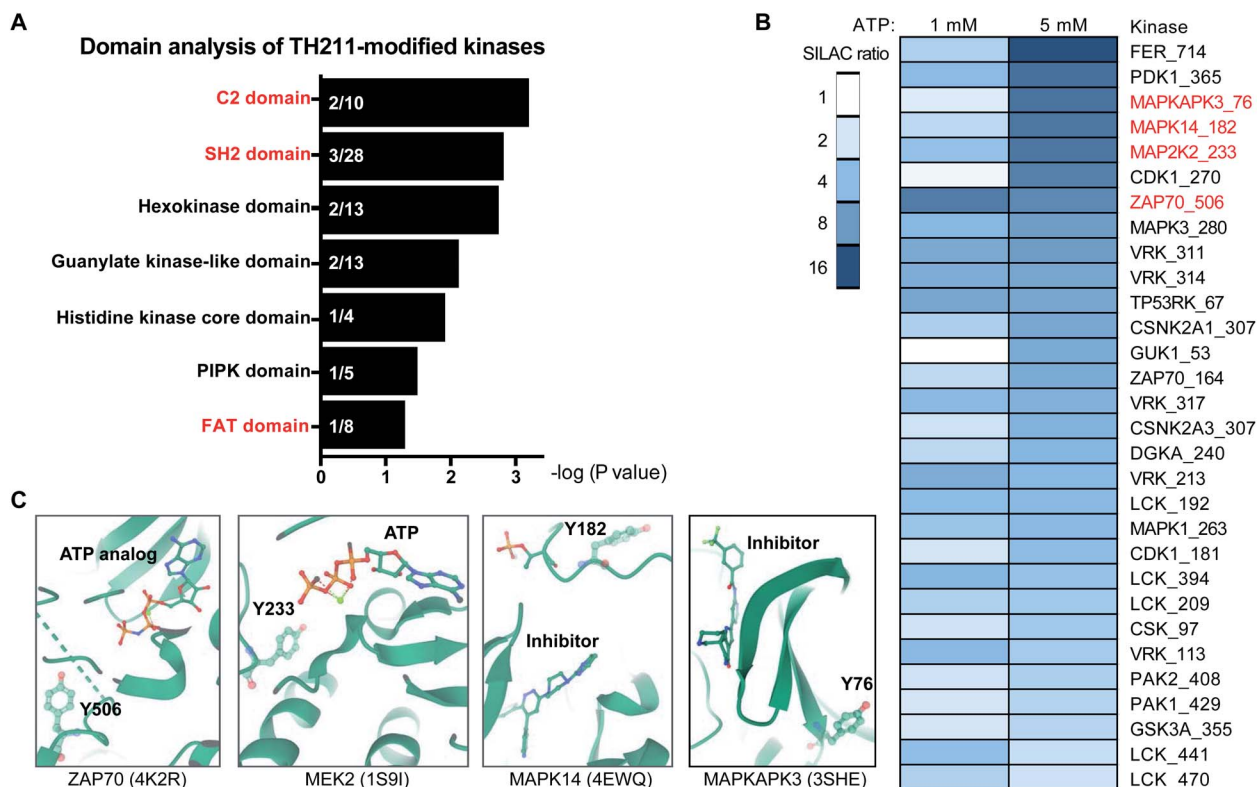 A
Domain analysis of TH211-modified kinases
C2 domain
2/10
SH2 domain
3/28
Hexokinase domain
2/13
Guanylate kinase-like domain
2/13
Histidine kinase core domain
1/4
PIPK domain
1/5
FAT domain
1/8
0 1 2 3
-log (P value)
B
ATP: 1 mM 5 mM Kinase
SILAC ratio
1
2
4
8
16
FER_714
PDK1_365
MAPKAPK3_76
MAPK14_182
MAP2K2_233
CDK1_270
ZAP70_506
MAPK3_280
VRK_311
VRK_314
TP53RK_67
CSNK2A1_307
GUK1_53
ZAP70_164
VRK_317
CSNK2A3_307
DGKA_240
VRK_213
LCK_192
MAPK1_263
CDK1_181
LCK_394
LCK_209
CSK_97
VRK_113
PAK2_408
PAK1_429
GSK3A_355
LCK_441
LCK_470
C
ATP analog
Y506
ZAP70 (4K2R)
ATP
Y233
MEK2 (1S9I)
Y182
Inhibitor
MAPK14 (4EWQ)
Inhibitor
Y76
MAPKAPK3 (3SHE)